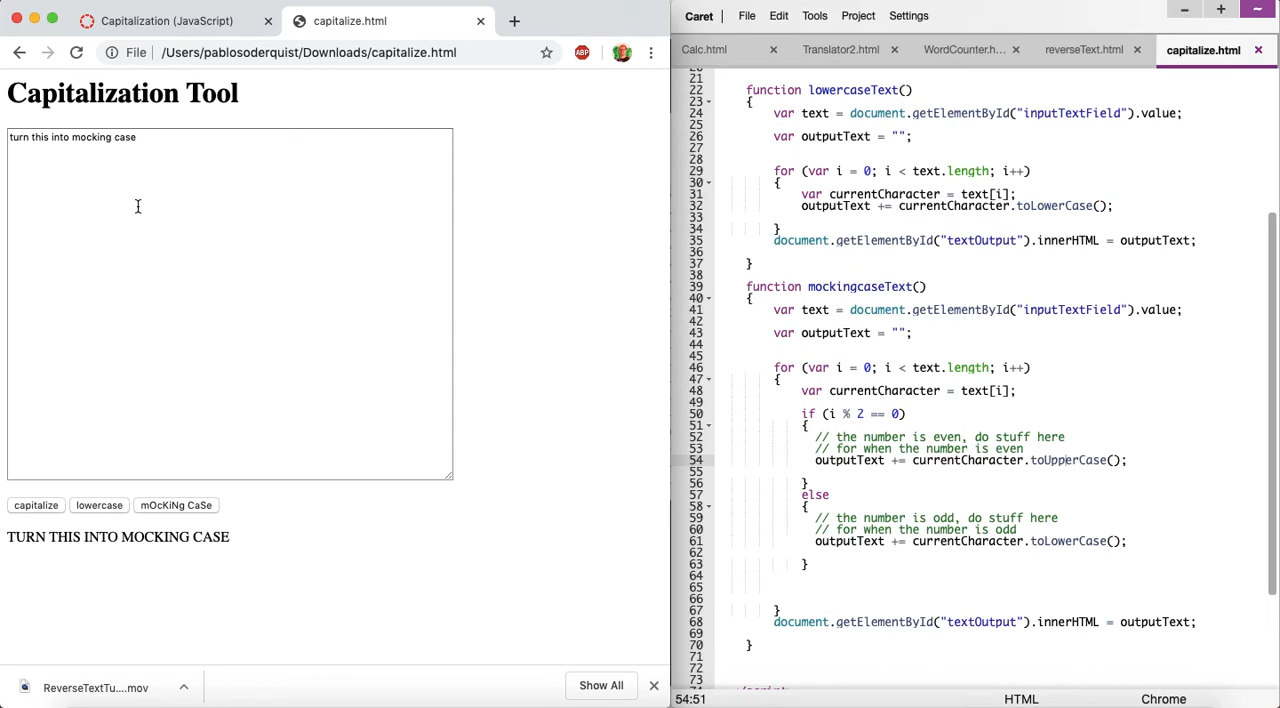 Capitalization (JavaScript)
capitalize.html
File
/Users/pablosoderquist/Downloads/capitalize.html
ABP
Capitalization Tool
turn this into mocking case
capitalize
lowercase
mOcKiNg CaSe
TURN THIS INTO MOCKING CASE
ReverseTextTu....mov
Show All
Caret
File
Edit
Tools
Project
Settings
Calc.html
Translator2.html
WordCounter.h...
reverseText.html
capitalize.html
21
22 function lowercaseText()
23 {
24 var text = document.getElementById("inputTextField").value;
25
26 var outputText = "";
27
28
29 for (var i = 0; i < text.length; i++)
30 {
31 var currentCharacter = text[i];
32 outputText += currentCharacter.toLowerCase();
33
34 }
35 document.getElementById("textOutput").innerHTML = outputText;
36
37 }
38
39 function mockingcaseText()
40 {
41 var text = document.getElementById("inputTextField").value;
42
43 var outputText = "";
44
45
46 for (var i = 0; i < text.length; i++)
47 {
48 var currentCharacter = text[i];
49
50 if (i % 2 == 0)
51 {
52 // the number is even, do stuff here
53 // for when the number is even
54 outputText += currentCharacter.toUpperCase();
55
56 }
57 else
58 {
59 // the number is odd, do stuff here
60 // for when the number is odd
61 outputText += currentCharacter.toLowerCase();
62
63 }
64
65
66
67 }
68 document.getElementById("textOutput").innerHTML = outputText;
69
70 }
71
72
73
54:51
HTML
Chrome